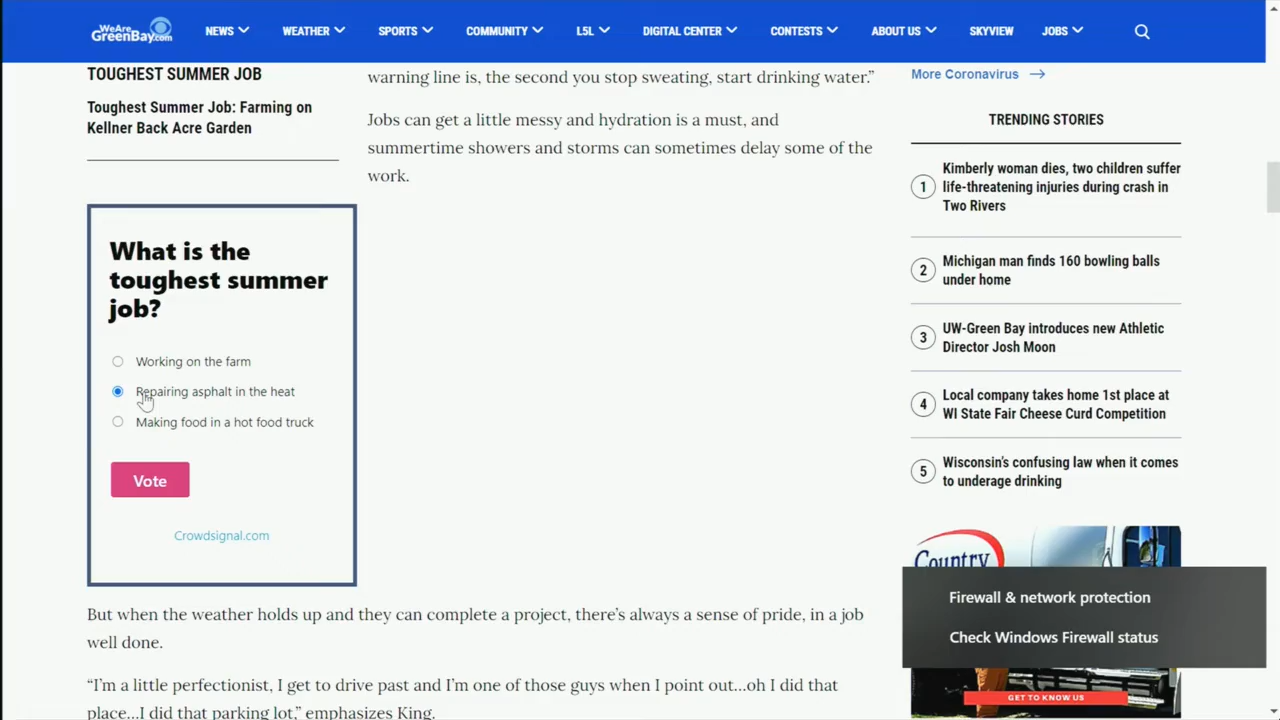 WeAre
GreenBay.com
NEWS
WEATHER
SPORTS
COMMUNITY
L5L
DIGITAL CENTER
CONTESTS
ABOUT US
SKYVIEW
JOBS
TOUGHEST SUMMER JOB
Toughest Summer Job: Farming on
Kellner Back Acre Garden
warning line is, the second you stop sweating, start drinking water.”
Jobs can get a little messy and hydration is a must, and
summertime showers and storms can sometimes delay some of the
work.
What is the
toughest summer
job?
Working on the farm
Repairing asphalt in the heat
Making food in a hot food truck
Vote
Crowdsignal.com
But when the weather holds up and they can complete a project, there’s always a sense of pride, in a job
well done.
“I’m a little perfectionist, I get to drive past and I’m one of those guys when I point out…oh I did that
place…I did that parking lot,” emphasizes King.
More Coronavirus
TRENDING STORIES
1
Kimberly woman dies, two children suffer
life-threatening injuries during crash in
Two Rivers
2
Michigan man finds 160 bowling balls
under home
3
UW-Green Bay introduces new Athletic
Director Josh Moon
4
Local company takes home 1st place at
WI State Fair Cheese Curd Competition
5
Wisconsin’s confusing law when it comes
to underage drinking
Country
Firewall & network protection
Check Windows Firewall status
GET TO KNOW US